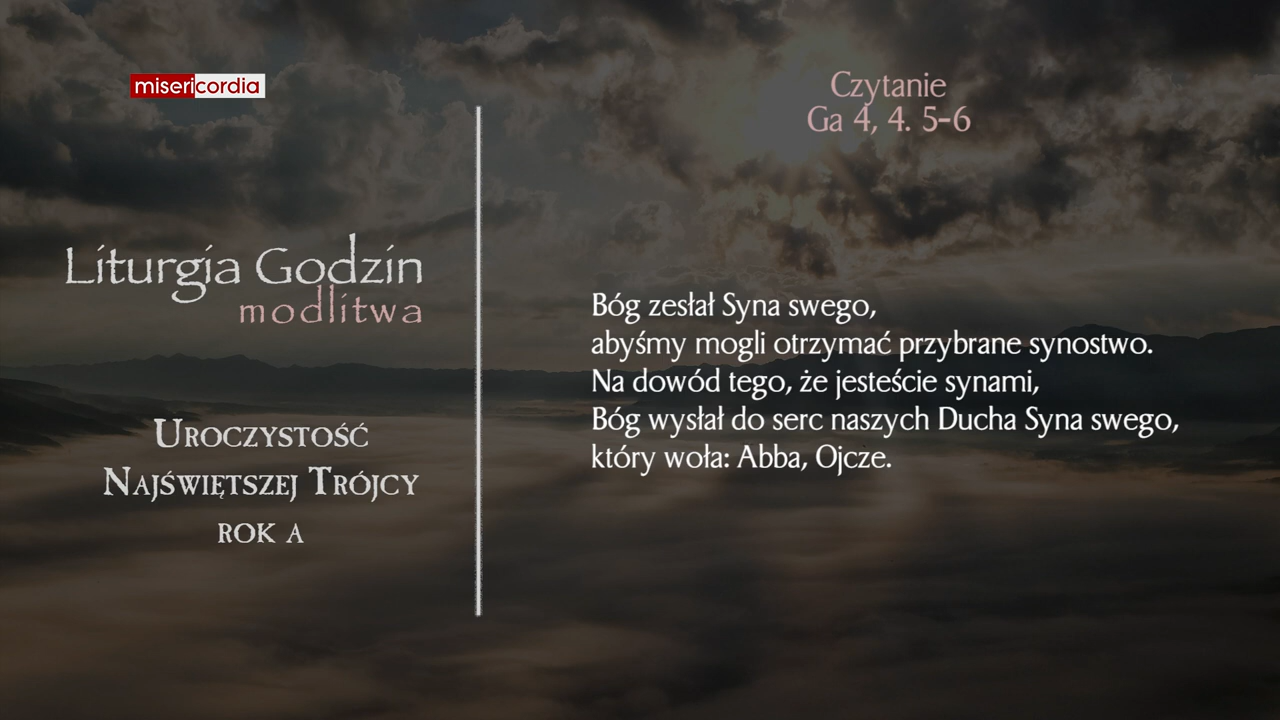 misericordia
Liturgia Godzin
modlitwa
Uroczystość
Najświętszej Trójcy
rok a
Czytanie
Ga 4, 4. 5-6
Bóg zesłał Syna swego,
abyśmy mogli otrzymać przybrane synostwo.
Na dowód tego, że jesteście synami,
Bóg wysłał do serc naszych Ducha Syna swego,
który woła: Abba, Ojcze.